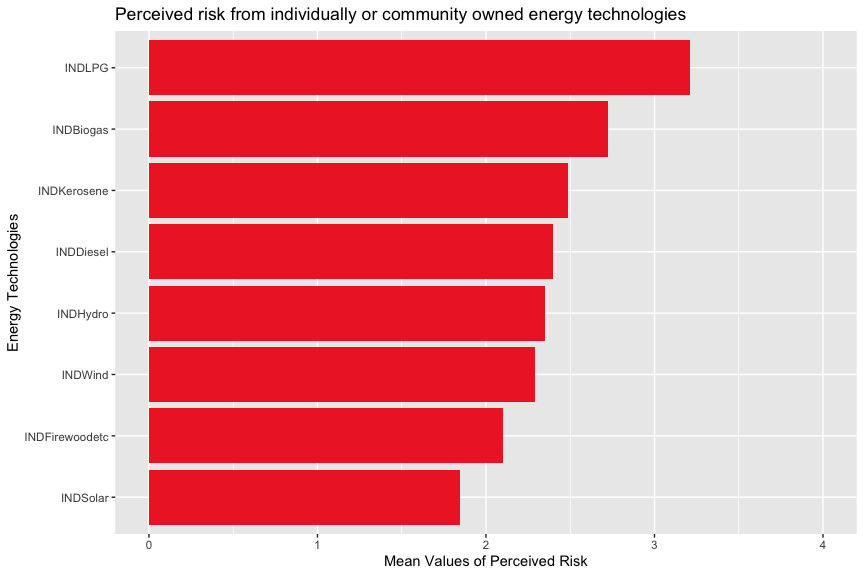 Perceived risk from individually or community owned energy technologies
Energy Technologies
INDLPG
INDBiogas
INDKerosene
INDDiesel
INDHydro
INDWind
INDFirewoodetc
INDSolar
0 1 2 3 4
Mean Values of Perceived Risk